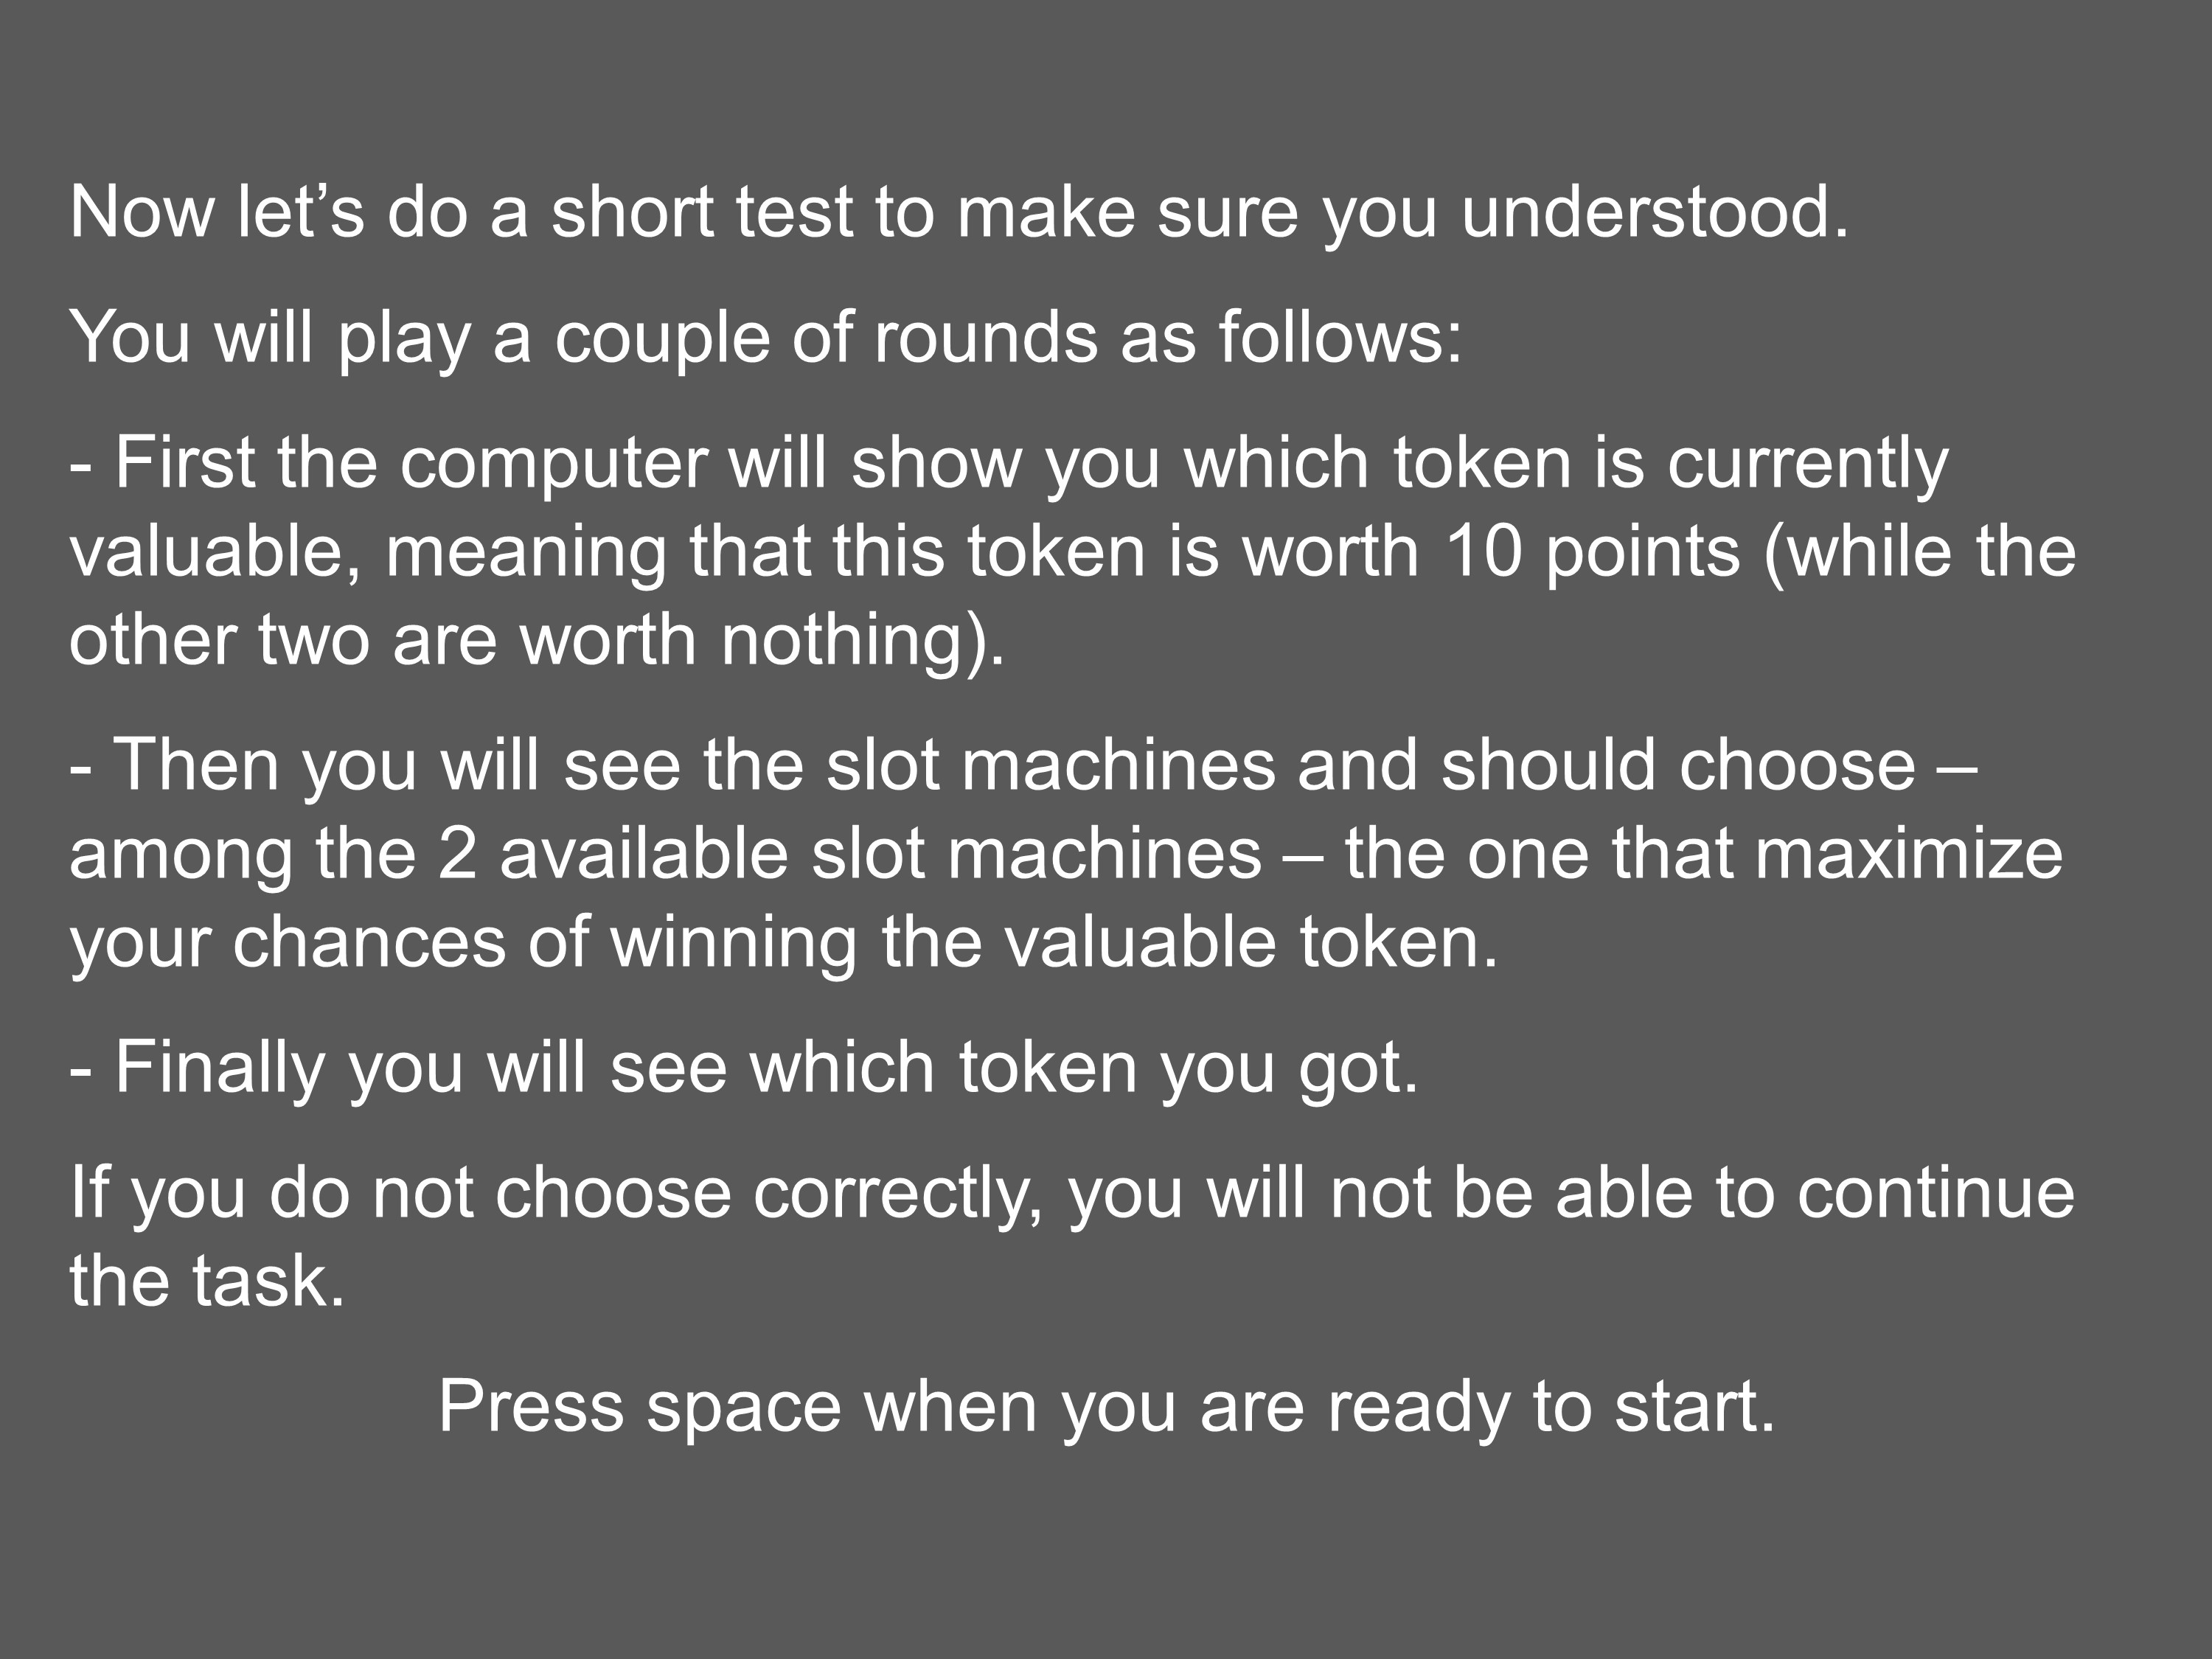 Now let’s do a short test to make sure you understood.
You will play a couple of rounds as follows:
- First the computer will show you which token is currently
valuable, meaning that this token is worth 10 points (while the
other two are worth nothing).
- Then you will see the slot machines and should choose –
among the 2 available slot machines – the one that maximize
your chances of winning the valuable token.
- Finally you will see which token you got.
If you do not choose correctly, you will not be able to continue
the task.
Press space when you are ready to start.